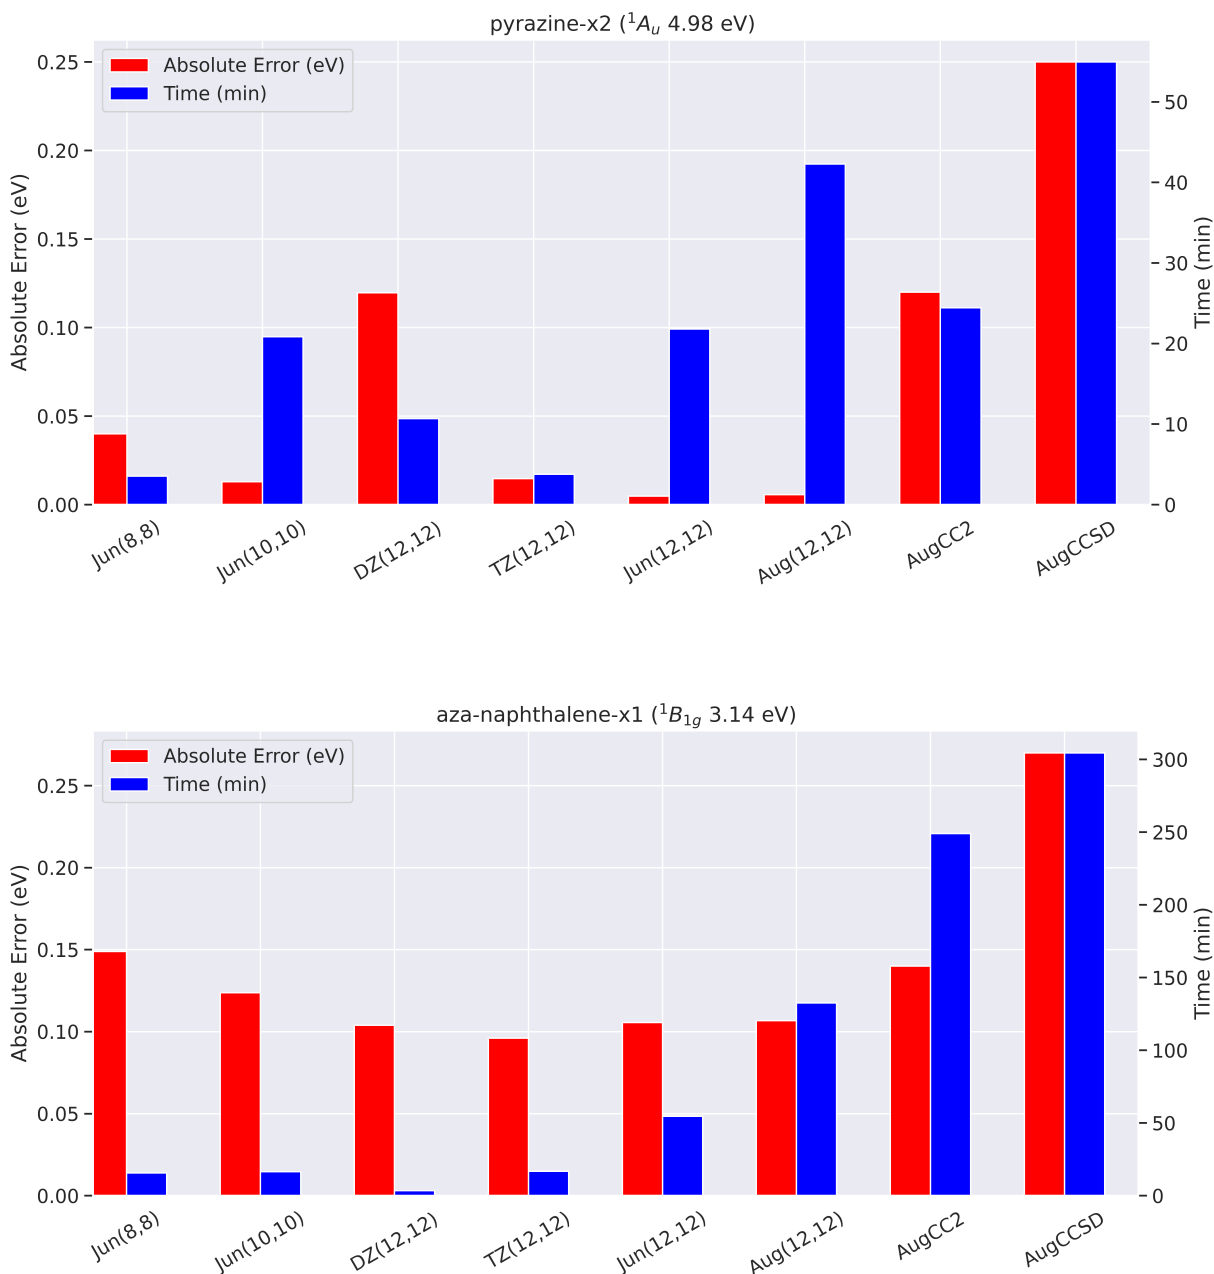 pyrazine-x2 (¹Aᵤ 4.98 eV)
Absolute Error (eV)
Time (min)
Absolute Error (eV)
0.25
0.20
0.15
0.10
0.05
0.00
50
40
30
20
10
0
Time (min)
Jun(8,8) Jun(10,10) DZ(12,12) TZ(12,12) Jun(12,12) Aug(12,12) AugCC2 AugCCSD
aza-naphthalene-x1 (¹B₁g 3.14 eV)
Absolute Error (eV)
Time (min)
Absolute Error (eV)
0.25
0.20
0.15
0.10
0.05
0.00
300
250
200
150
100
50
0
Time (min)
Jun(8,8) Jun(10,10) DZ(12,12) TZ(12,12) Jun(12,12) Aug(12,12) AugCC2 AugCCSD